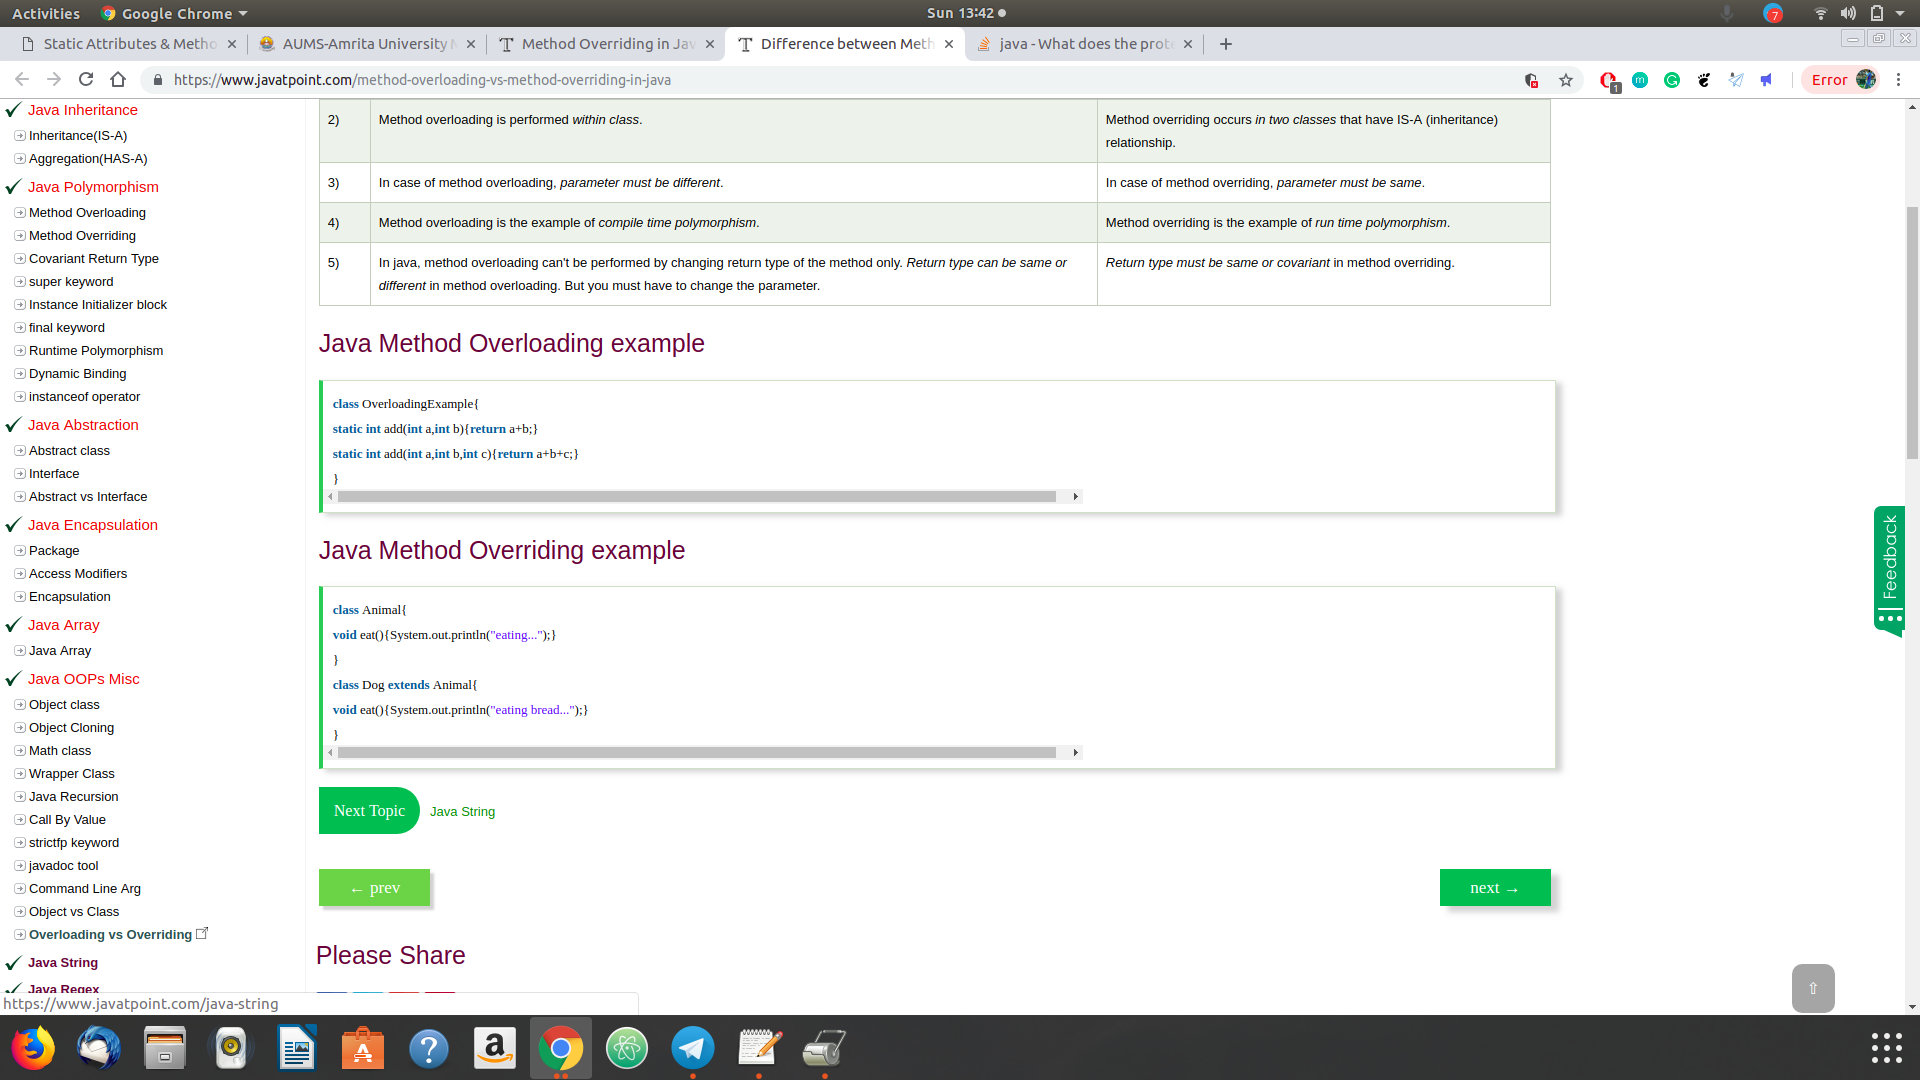 Activities
Google Chrome
Sun 13:42
7
Static Attributes & Metho
AUMS-Amrita University
Method Overriding in Jav
Difference between Meth
java - What does the prote
https://www.javatpoint.com/method-overloading-vs-method-overriding-in-java
1
m
Error
Java Inheritance
Inheritance(IS-A)
Aggregation(HAS-A)
Java Polymorphism
Method Overloading
Method Overriding
Covariant Return Type
super keyword
Instance Initializer block
final keyword
Runtime Polymorphism
Dynamic Binding
instanceof operator
Java Abstraction
Abstract class
Interface
Abstract vs Interface
Java Encapsulation
Package
Access Modifiers
Encapsulation
Java Array
Java Array
Java OOPs Misc
Object class
Object Cloning
Math class
Wrapper Class
Java Recursion
Call By Value
strictfp keyword
javadoc tool
Command Line Arg
Object vs Class
Overloading vs Overriding
Java String
Java Regex
2) Method overloading is performed within class. Method overriding occurs in two classes that have IS-A (inheritance)
relationship.
3) In case of method overloading, parameter must be different. In case of method overriding, parameter must be same.
4) Method overloading is the example of compile time polymorphism. Method overriding is the example of run time polymorphism.
5) In java, method overloading can't be performed by changing return type of the method only. Return type can be same or Return type must be same or covariant in method overriding.
different in method overloading. But you must have to change the parameter.
Java Method Overloading example
class OverloadingExample{
static int add(int a,int b){return a+b;}
static int add(int a,int b,int c){return a+b+c;}
}
Java Method Overriding example
class Animal{
void eat(){System.out.println("eating...");}
}
class Dog extends Animal{
void eat(){System.out.println("eating bread...");}
}
Next Topic Java String
← prev
next →
Please Share
Feedback
⇧
https://www.javatpoint.com/java-string